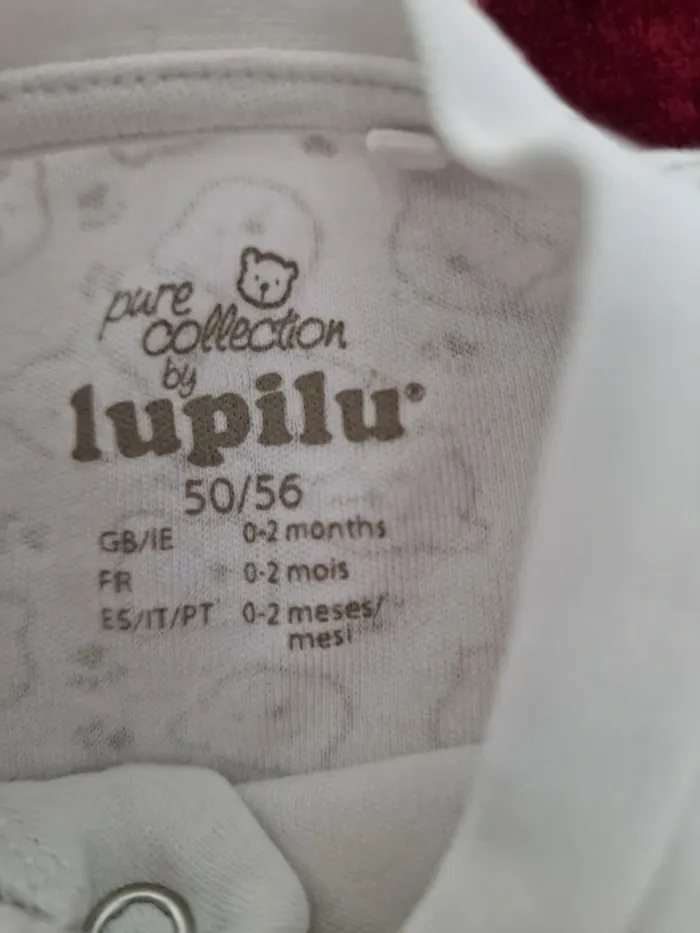 pure
collection
by
lupilu®
50/56
GB/IE 0-2 months
FR 0-2 mois
ES/IT/PT 0-2 meses/
mesi